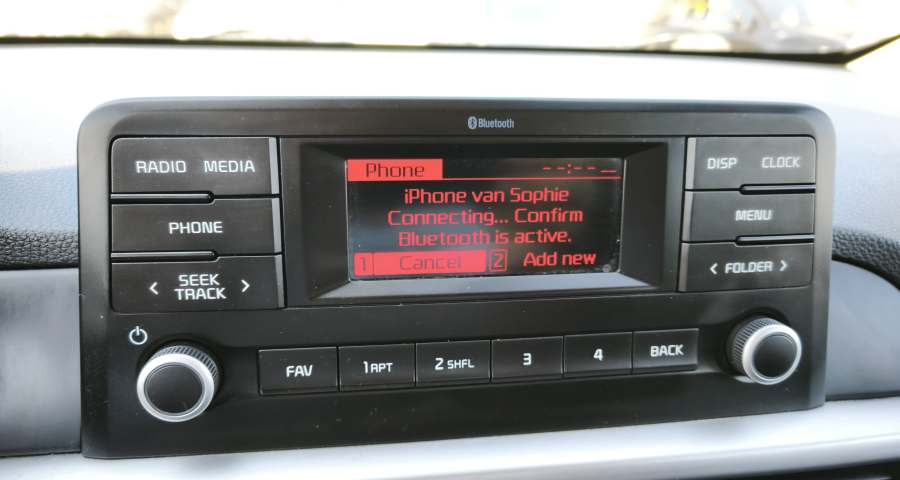 Bluetooth
RADIO MEDIA
PHONE
< SEEK >
TRACK
Phone --:-- --
iPhone van Sophie
Connecting... Confirm
Bluetooth is active.
1 Cancel 2 Add new
DISP CLOCK
MENU
< FOLDER >
FAV 1 RPT 2 SHFL 3 4 BACK